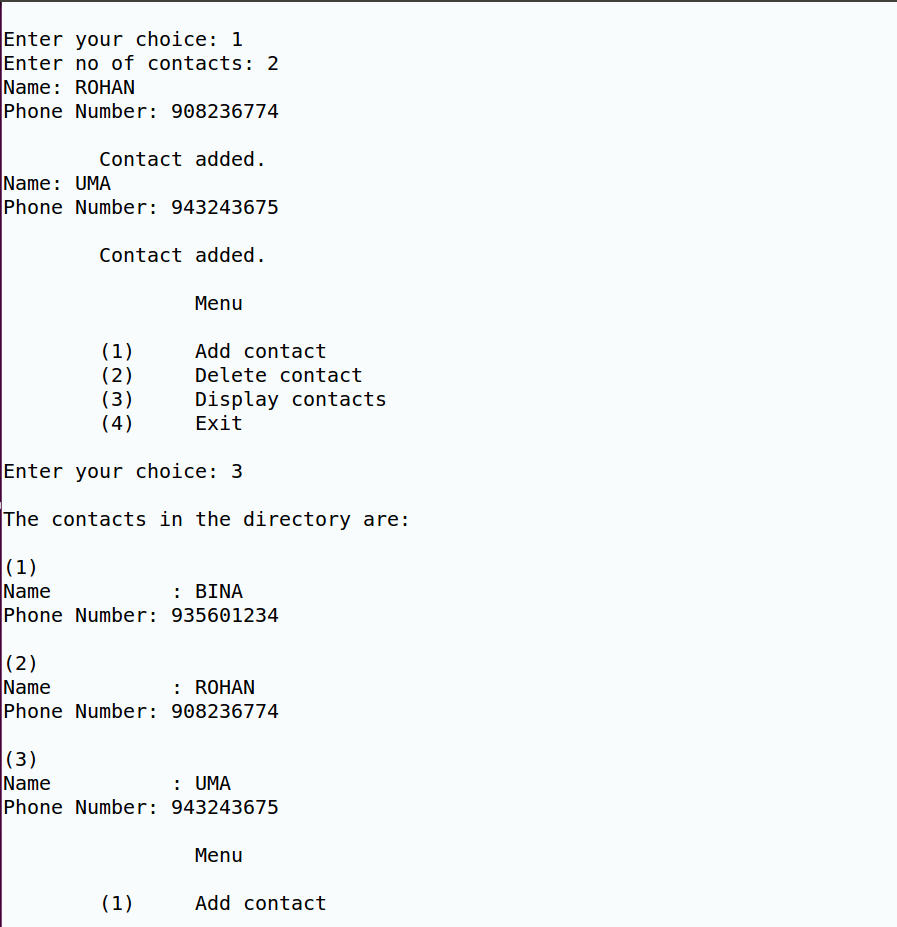 Enter your choice: 1
Enter no of contacts: 2
Name: ROHAN
Phone Number: 908236774
Contact added.
Name: UMA
Phone Number: 943243675
Contact added.
Menu
(1) Add contact
(2) Delete contact
(3) Display contacts
(4) Exit
Enter your choice: 3
The contacts in the directory are:
(1)
Name : BINA
Phone Number: 935601234
(2)
Name : ROHAN
Phone Number: 908236774
(3)
Name : UMA
Phone Number: 943243675
Menu
(1) Add contact